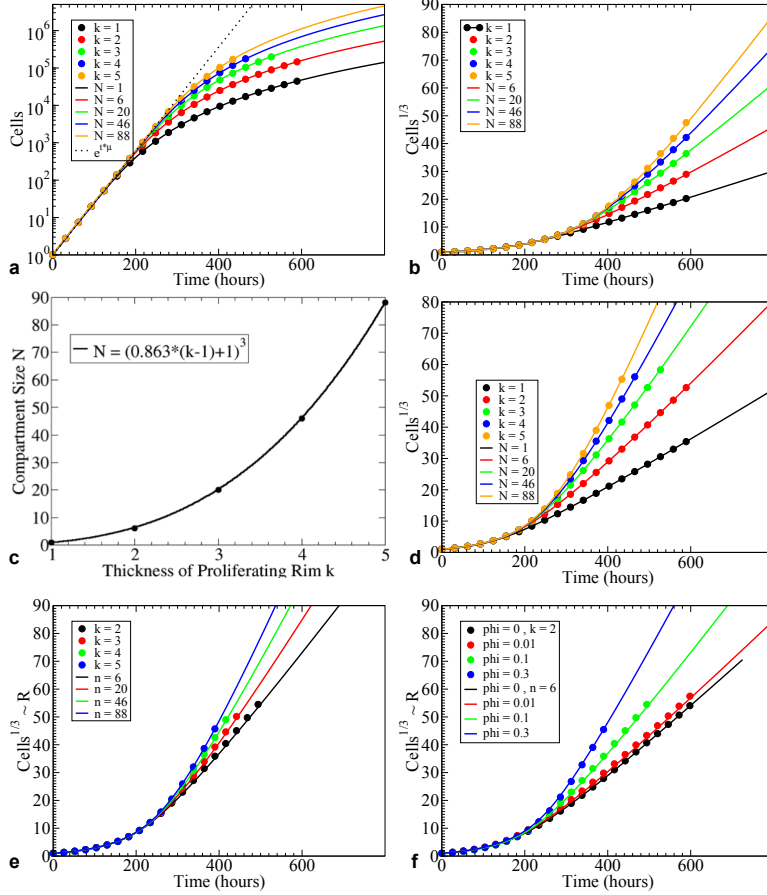 10^6
10^5
10^4
10^3
10^2
10^1
10^0
Cells
k = 1
k = 2
k = 3
k = 4
k = 5
N = 1
N = 6
N = 20
N = 46
N = 88
e^{t*μ}
0 200 400 600
Time (hours)
a
90
80
70
60
50
40
30
20
10
0
Cells^{1/3}
k = 1
k = 2
k = 3
k = 4
k = 5
N = 6
N = 20
N = 46
N = 88
0 200 400 600
Time (hours)
b
90
80
70
60
50
40
30
20
10
0
Compartment Size N
N = (0.863*(k-1)+1)^3
1 2 3 4 5
Thickness of Proliferating Rim k
c
80
70
60
50
40
30
20
10
0
Cells^{1/3}
k = 1
k = 2
k = 3
k = 4
k = 5
N = 1
N = 6
N = 20
N = 46
N = 88
0 200 400 600
Time (hours)
d
90
80
70
60
50
40
30
20
10
0
Cells^{1/3} ~ R
k = 2
k = 3
k = 4
k = 5
n = 6
n = 20
n = 46
n = 88
0 200 400 600
Time (hours)
e
90
80
70
60
50
40
30
20
10
0
Cells^{1/3} ~ R
phi = 0 , k = 2
phi = 0.01
phi = 0.1
phi = 0.3
phi = 0 , n = 6
phi = 0.01
phi = 0.1
phi = 0.3
0 200 400 600
Time (hours)
f